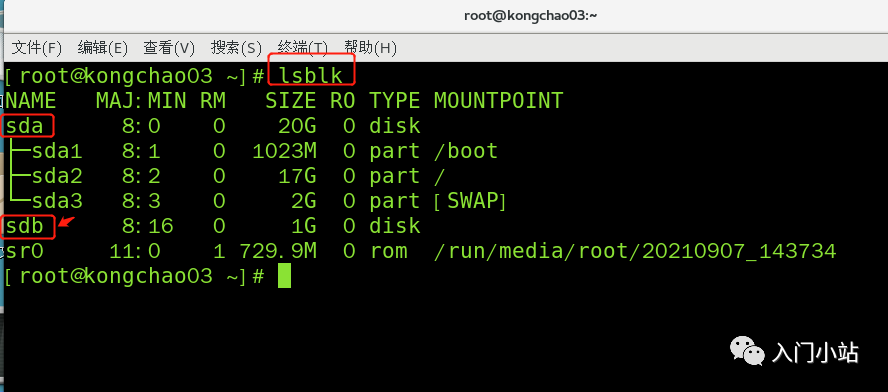 root@kongchao03:~
文件(F) 编辑(E) 查看(V) 搜索(S) 终端(T) 帮助(H)
[root@kongchao03 ~]# lsblk
NAME   MAJ:MIN RM   SIZE RO TYPE MOUNTPOINT
sda      8:0    0    20G  0 disk
├─sda1   8:1    0  1023M  0 part /boot
├─sda2   8:2    0    17G  0 part /
└─sda3   8:3    0     2G  0 part [SWAP]
sdb      8:16   0     1G  0 disk
sr0     11:0    1 729.9M  0 rom  /run/media/root/20210907_143734
[root@kongchao03 ~]#
入门小站